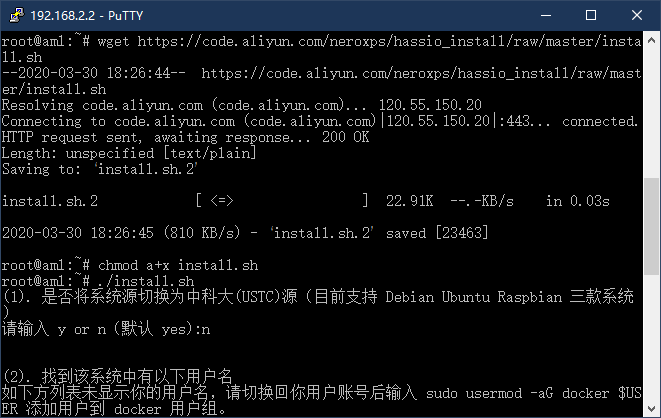 192.168.2.2 - PuTTY
root@aml:~# wget https://code.aliyun.com/neroxps/hassio_install/raw/master/insta
ll.sh
--2020-03-30 18:26:44--  https://code.aliyun.com/neroxps/hassio_install/raw/mast
er/install.sh
Resolving code.aliyun.com (code.aliyun.com)... 120.55.150.20
Connecting to code.aliyun.com (code.aliyun.com)|120.55.150.20|:443... connected.
HTTP request sent, awaiting response... 200 OK
Length: unspecified [text/plain]
Saving to: ‘install.sh.2’
install.sh.2            [ <=>                ]  22.91K  --.-KB/s    in 0.03s
2020-03-30 18:26:45 (810 KB/s) - ‘install.sh.2’ saved [23463]
root@aml:~# chmod a+x install.sh
root@aml:~# ./install.sh
(1). 是否将系统源切换为中科大(USTC)源（目前支持 Debian Ubuntu Raspbian 三款系统
）
请输入 y or n（默认 yes):n
(2). 找到该系统中有以下用户名
如下方列表未显示你的用户名，请切换回你用户账号后输入 sudo usermod -aG docker $US
ER 添加用户到 docker 用户组。